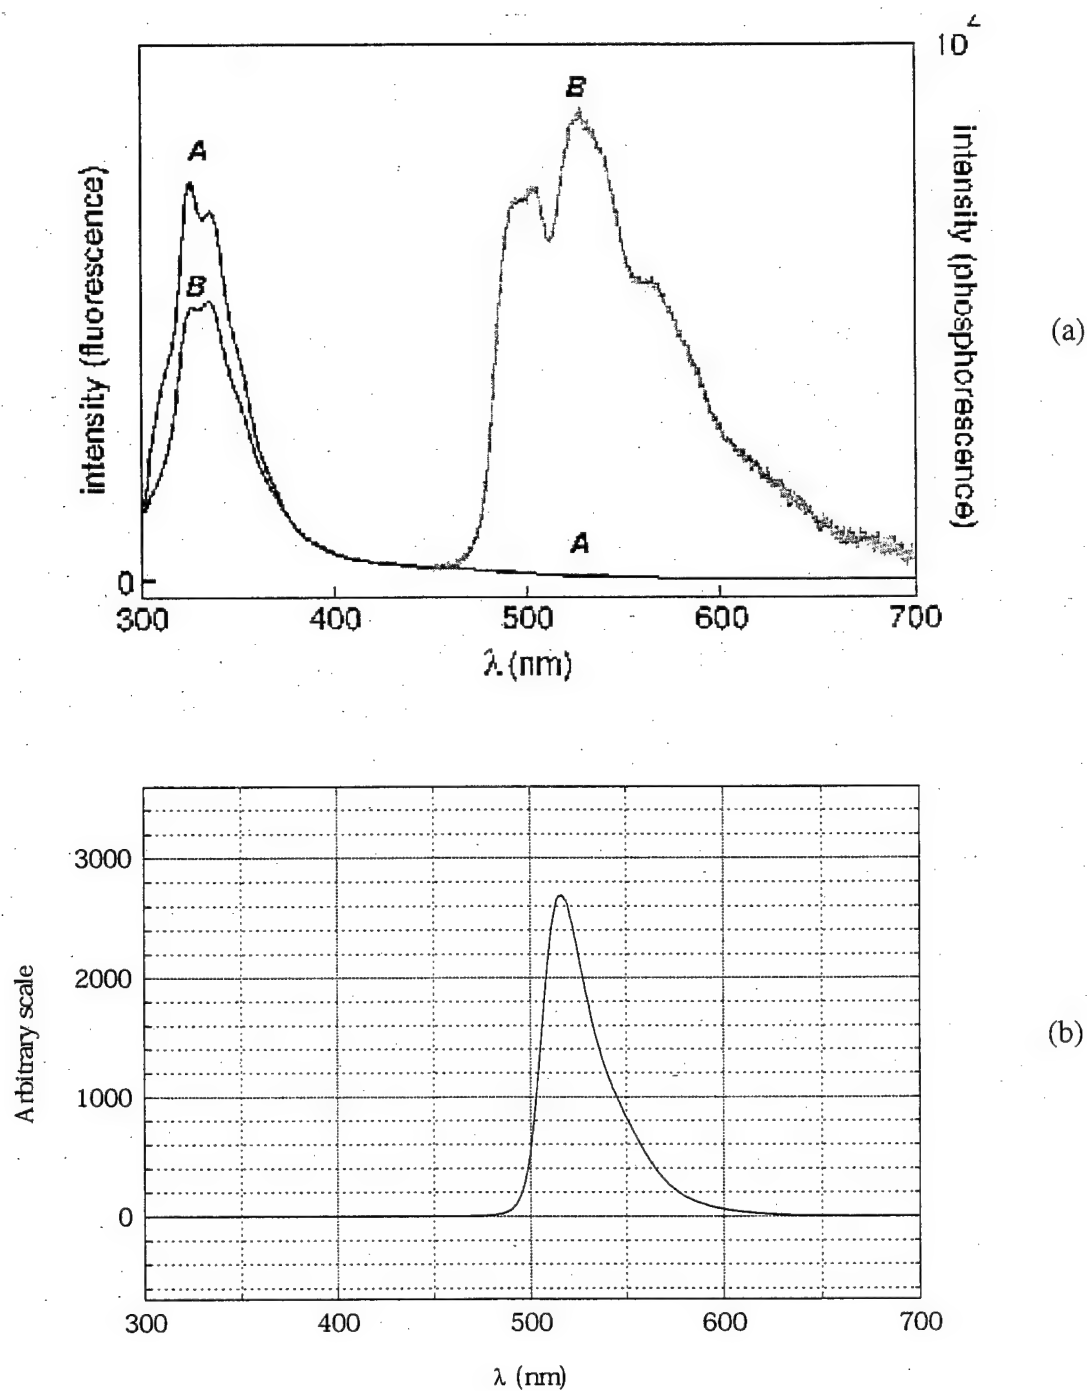 10
2
B
A
B
A
intensity (fluorescence)
intensity (phosphorescence)
(a)
0
300 400 500 600 700
λ (nm)
3000
2000
1000
0
Arbitrary scale
(b)
300 400 500 600 700
λ (nm)